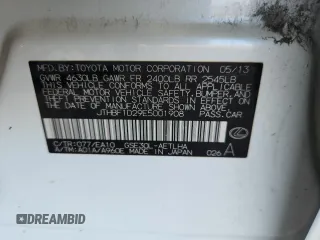 MFD.BY:TOYOTA MOTOR CORPORATION 05/13
GVWR 4630LB GAWR FR 2400LB RR 2545LB
THIS VEHICLE CONFORMS TO ALL APPLICABLE
FEDERAL MOTOR VEHICLE SAFETY, BUMPER, AND
THEFT PREVENTION STANDARDS IN EFFECT ON
THE DATE OF MANUFACTURE SHOWN ABOVE.
JTHBF1D29E5001908 PASS.CAR
C/TR:077/EA10 GSE30L-AETLHA
A/TM:A01A/A960E MADE IN JAPAN 026 A
DREAMBID